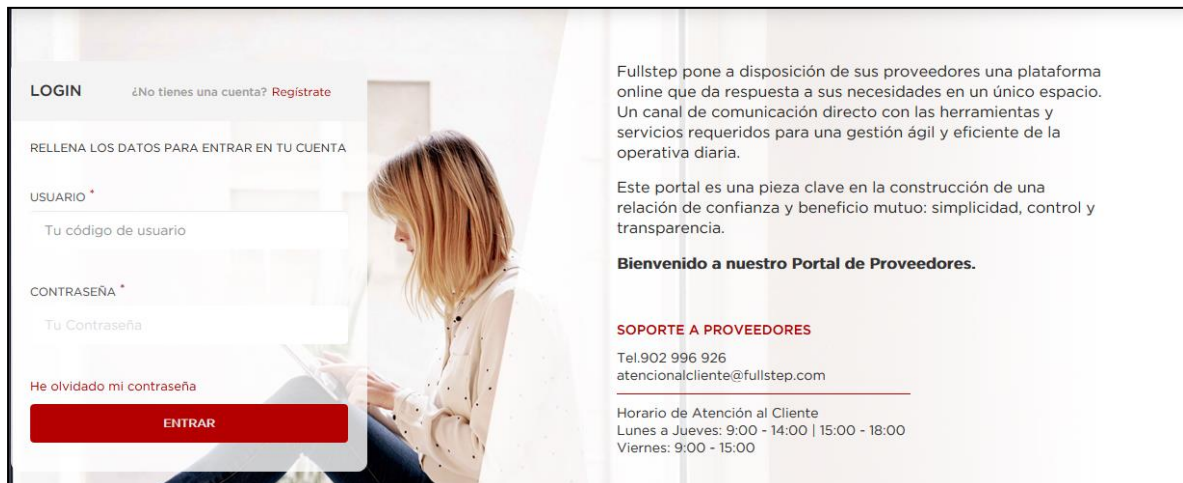 LOGIN ¿No tienes una cuenta? Regístrate
RELLENA LOS DATOS PARA ENTRAR EN TU CUENTA
USUARIO *
Tu código de usuario
CONTRASEÑA *
Tu Contraseña
He olvidado mi contraseña
ENTRAR
Fullstep pone a disposición de sus proveedores una plataforma
online que da respuesta a sus necesidades en un único espacio.
Un canal de comunicación directo con las herramientas y
servicios requeridos para una gestión ágil y eficiente de la
operativa diaria.
Este portal es una pieza clave en la construcción de una
relación de confianza y beneficio mutuo: simplicidad, control y
transparencia.
Bienvenido a nuestro Portal de Proveedores.
SOPORTE A PROVEEDORES
Tel.902 996 926
atencionalcliente@fullstep.com
Horario de Atención al Cliente
Lunes a Jueves: 9:00 - 14:00 | 15:00 - 18:00
Viernes: 9:00 - 15:00